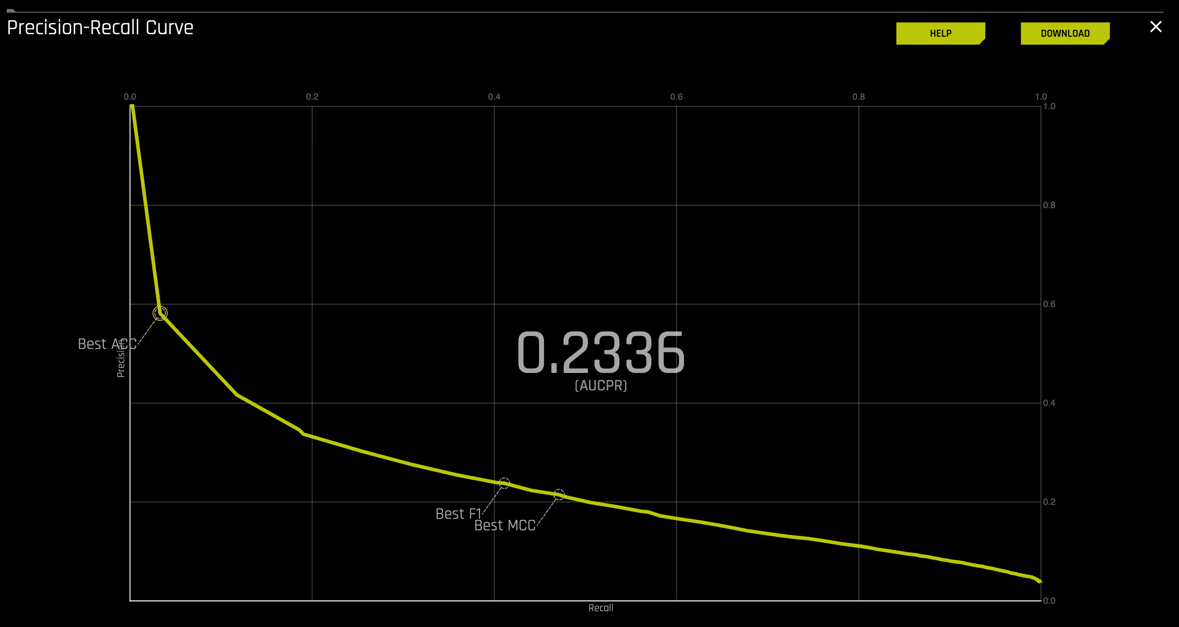 Precision-Recall Curve
HELP
DOWNLOAD
0.0
0.2
0.4
0.6
0.8
1.0
1.0
0.8
0.6
0.4
0.2
0.0
Best ACC
Precision
0.2336
(AUCPR)
Best F1
Best MCC
Recall